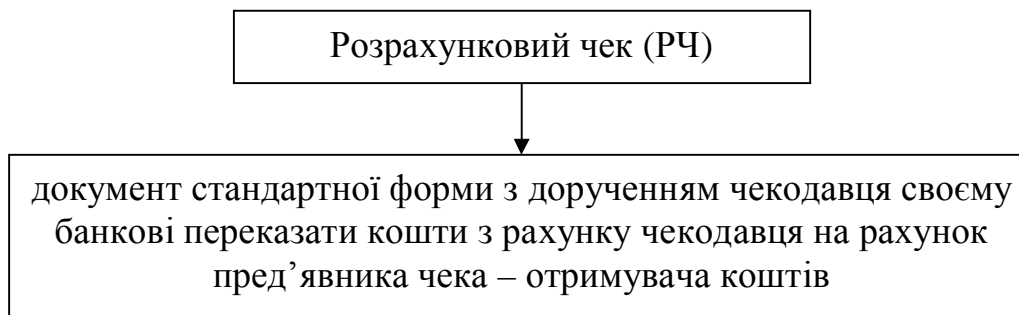 Розрахунковий чек (РЧ)
документ стандартної форми з дорученням чекодавця своєму
банкові переказати кошти з рахунку чекодавця на рахунок
пред’явника чека – отримувача коштів